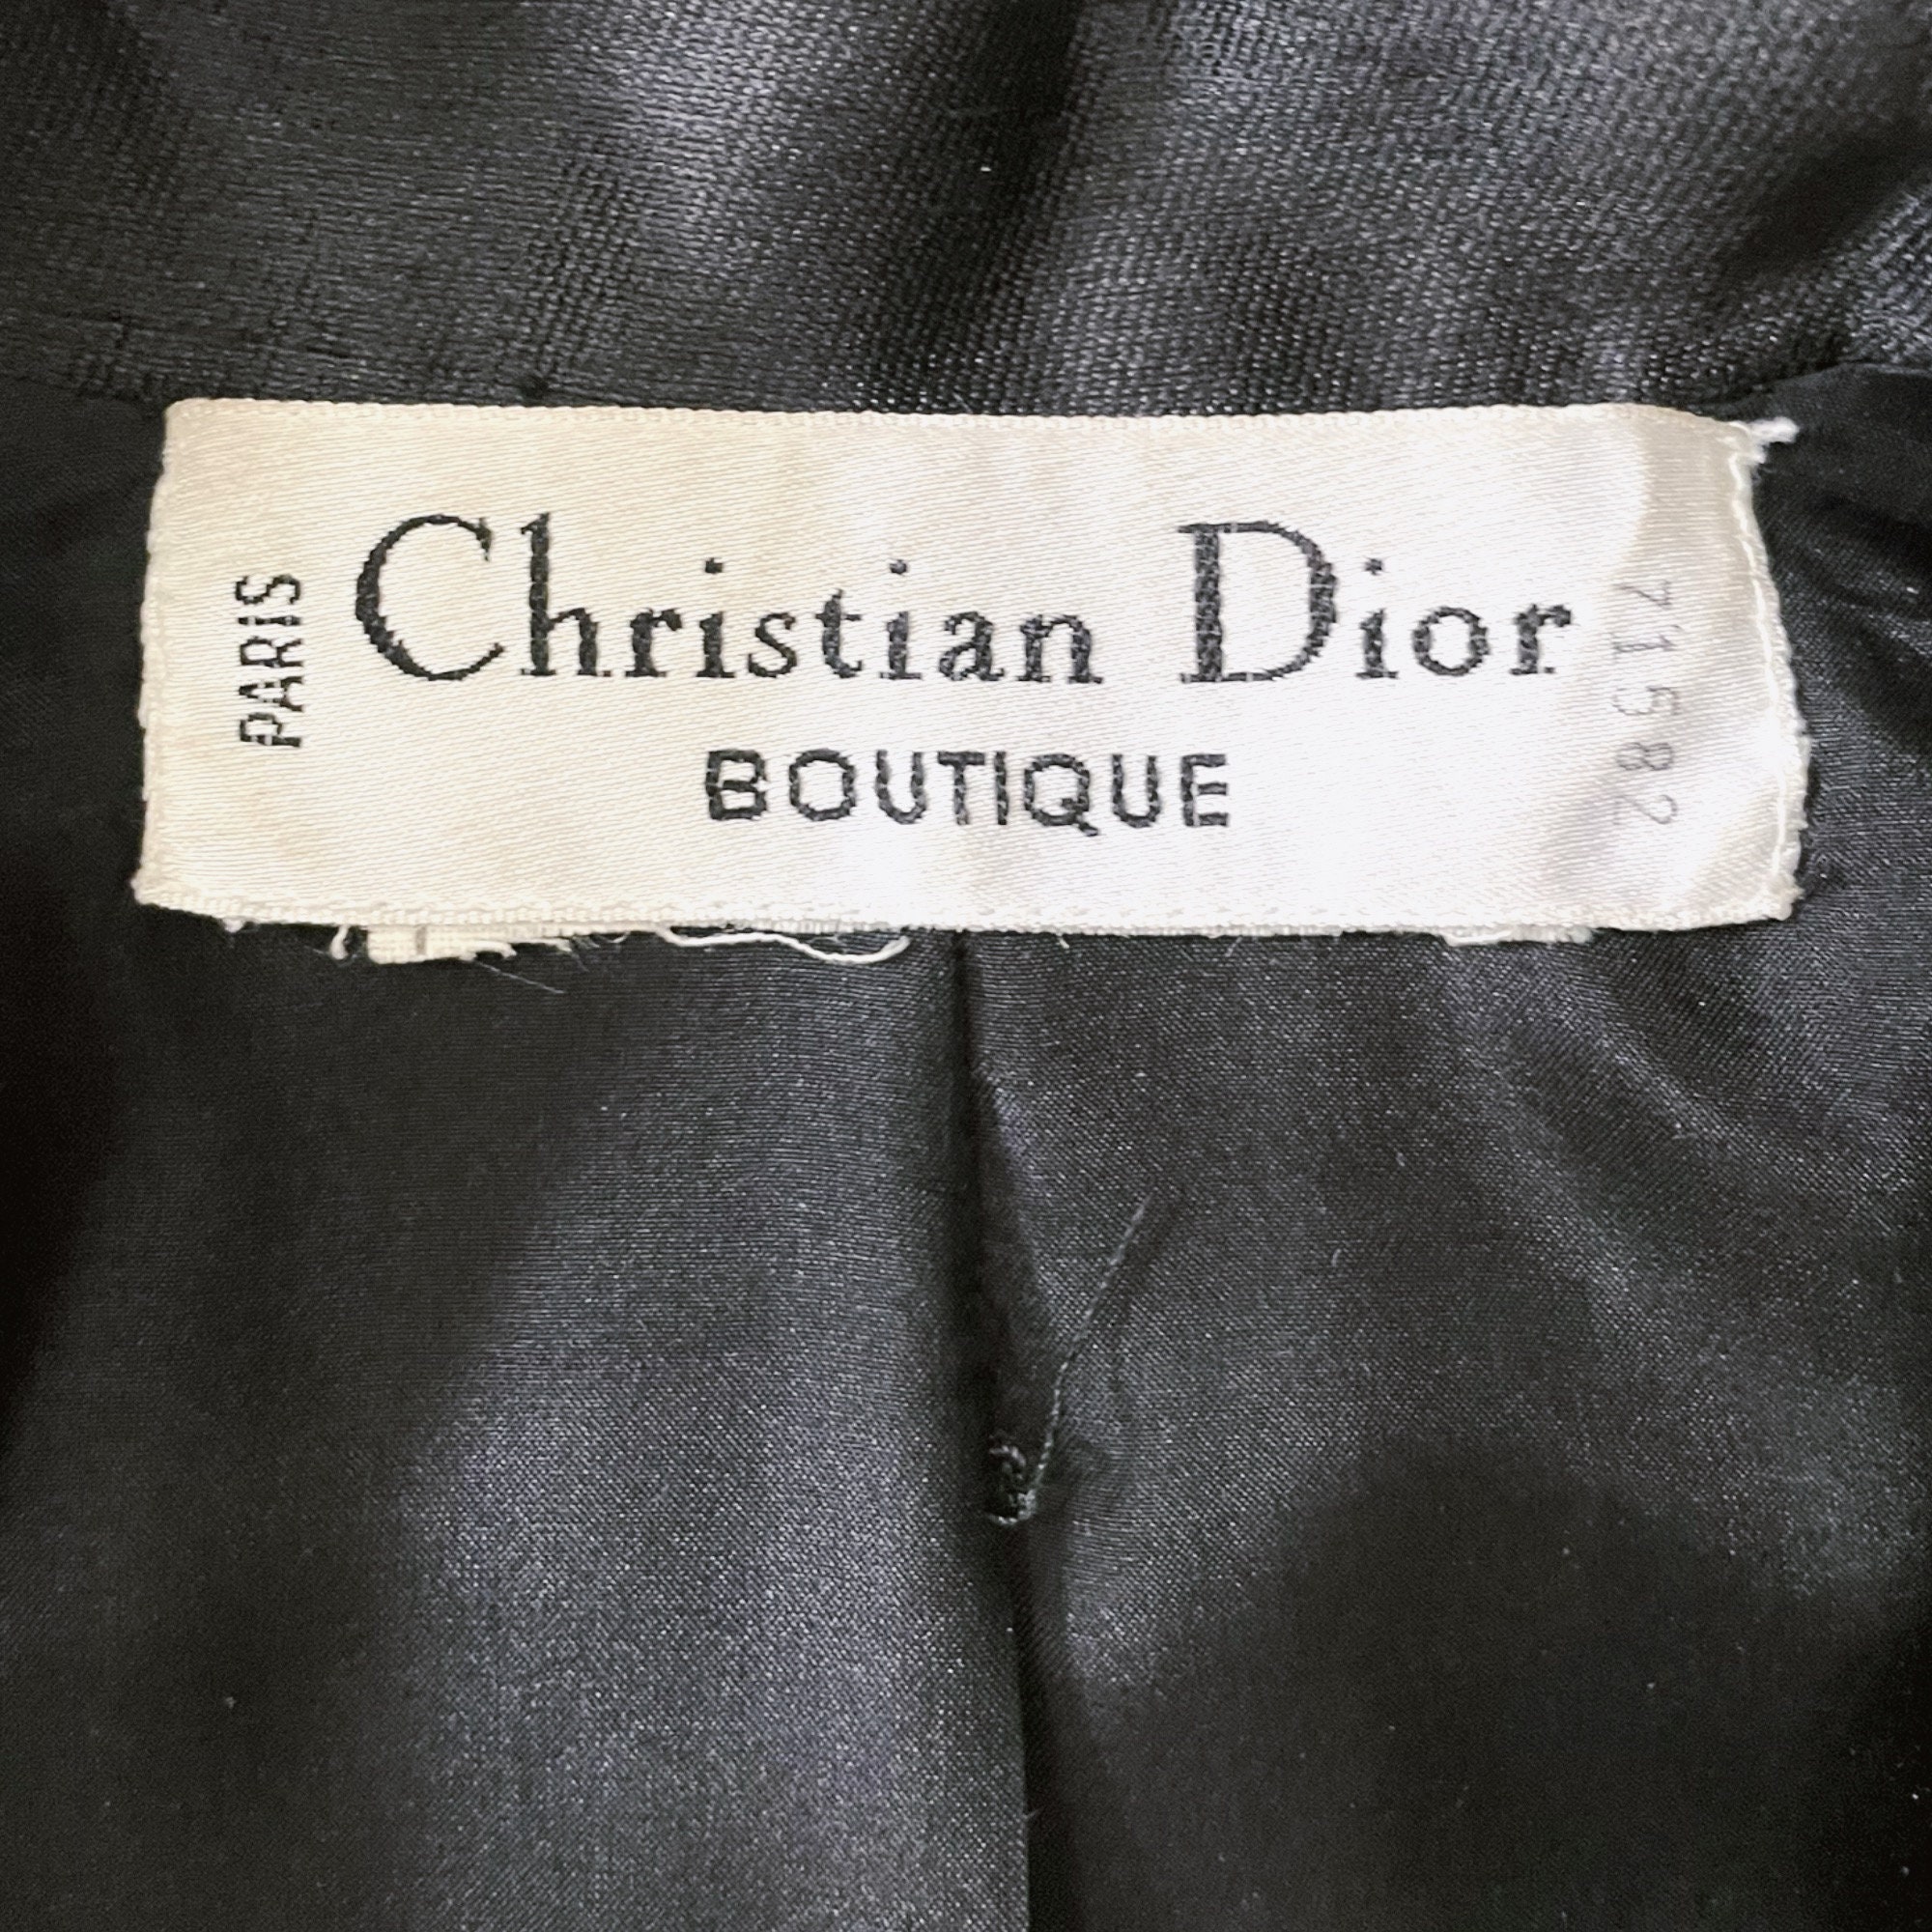 PARIS
Christian Dior
BOUTIQUE
71582